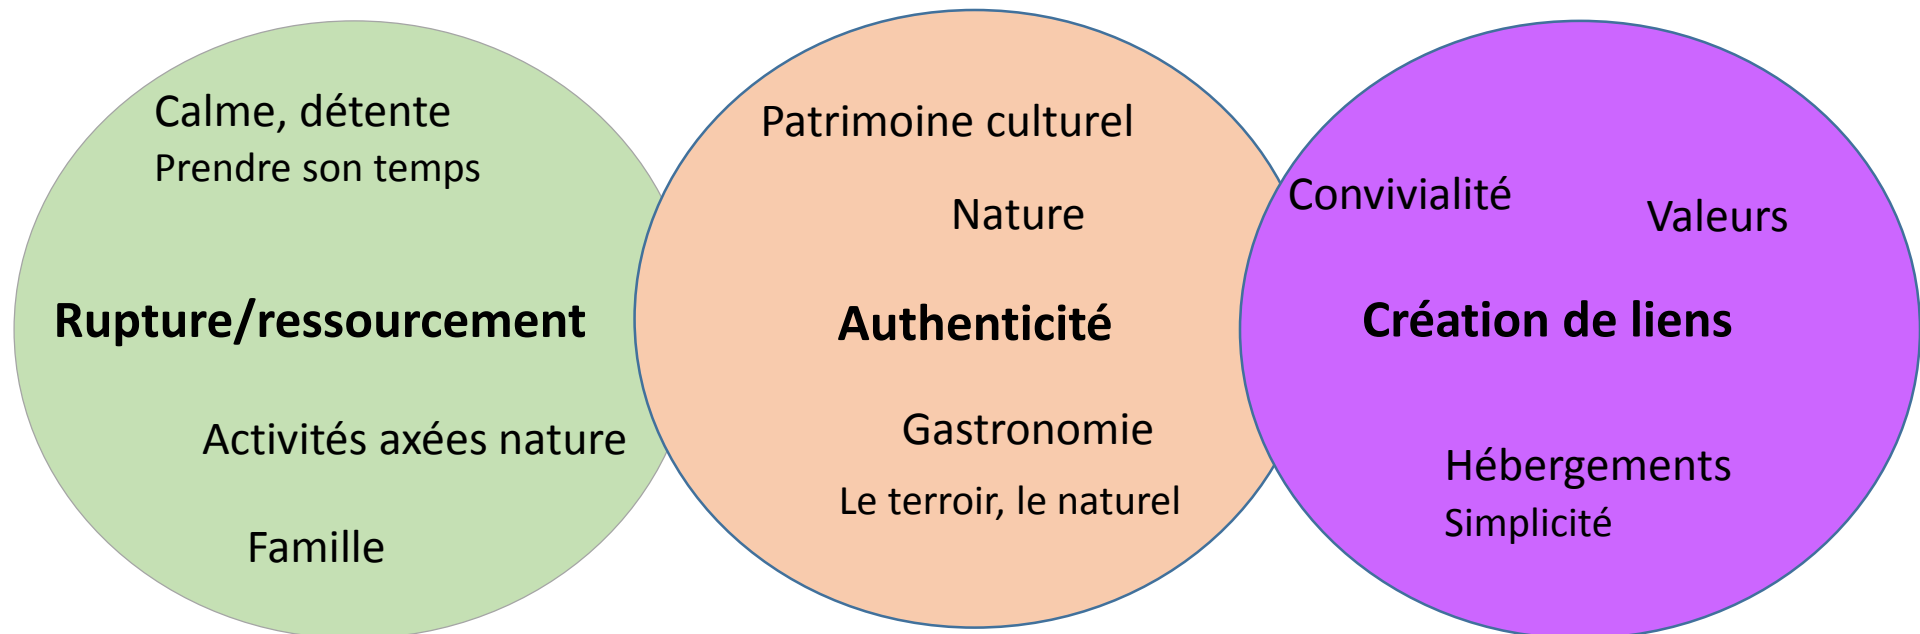 Calme, détente
Prendre son temps
Rupture/ressourcement
Activités axées nature
Famille
Patrimoine culturel
Nature
Authenticité
Gastronomie
Le terroir, le naturel
Convivialité
Valeurs
Création de liens
Hébergements
Simplicité